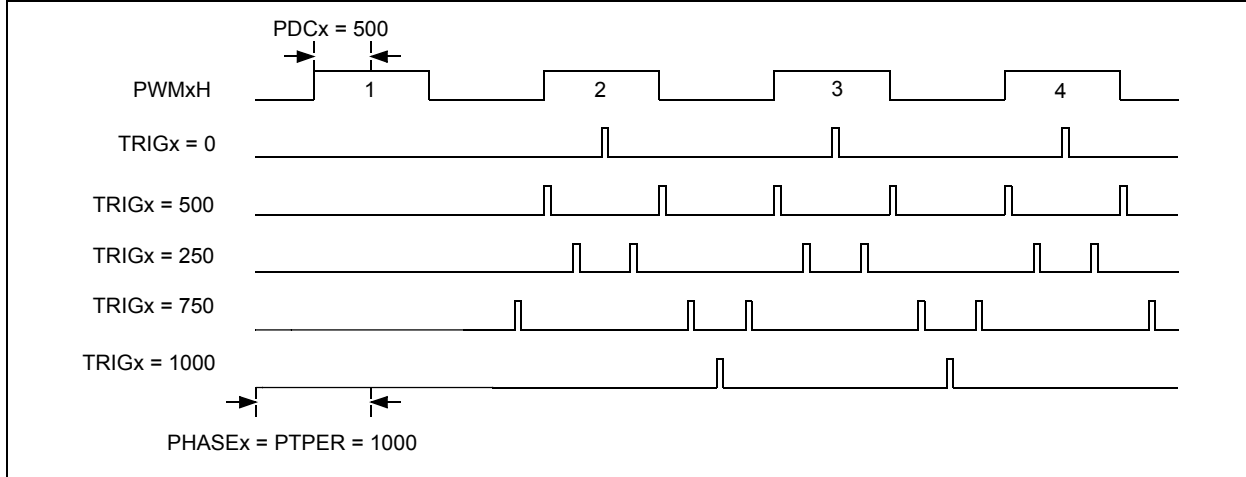 PDCx = 500
PWMxH
1 2 3 4
TRIGx = 0
TRIGx = 500
TRIGx = 250
TRIGx = 750
TRIGx = 1000
PHASEx = PTPER = 1000